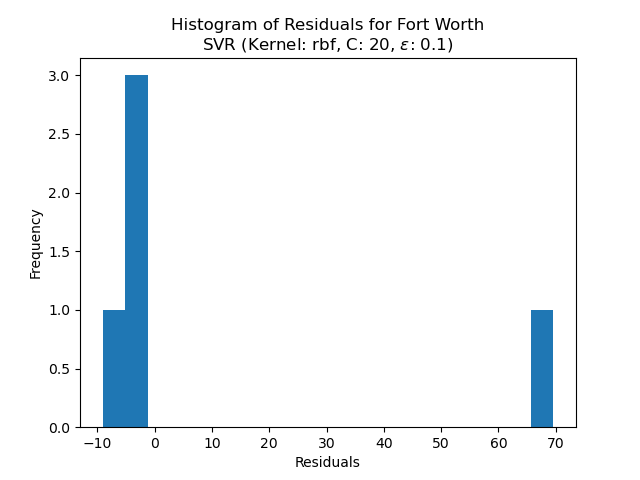 Histogram of Residuals for Fort Worth
SVR (Kernel: rbf, C: 20, ε: 0.1)
3.0
2.5
2.0
1.5
1.0
0.5
0.0
Frequency
−10 0 10 20 30 40 50 60 70
Residuals